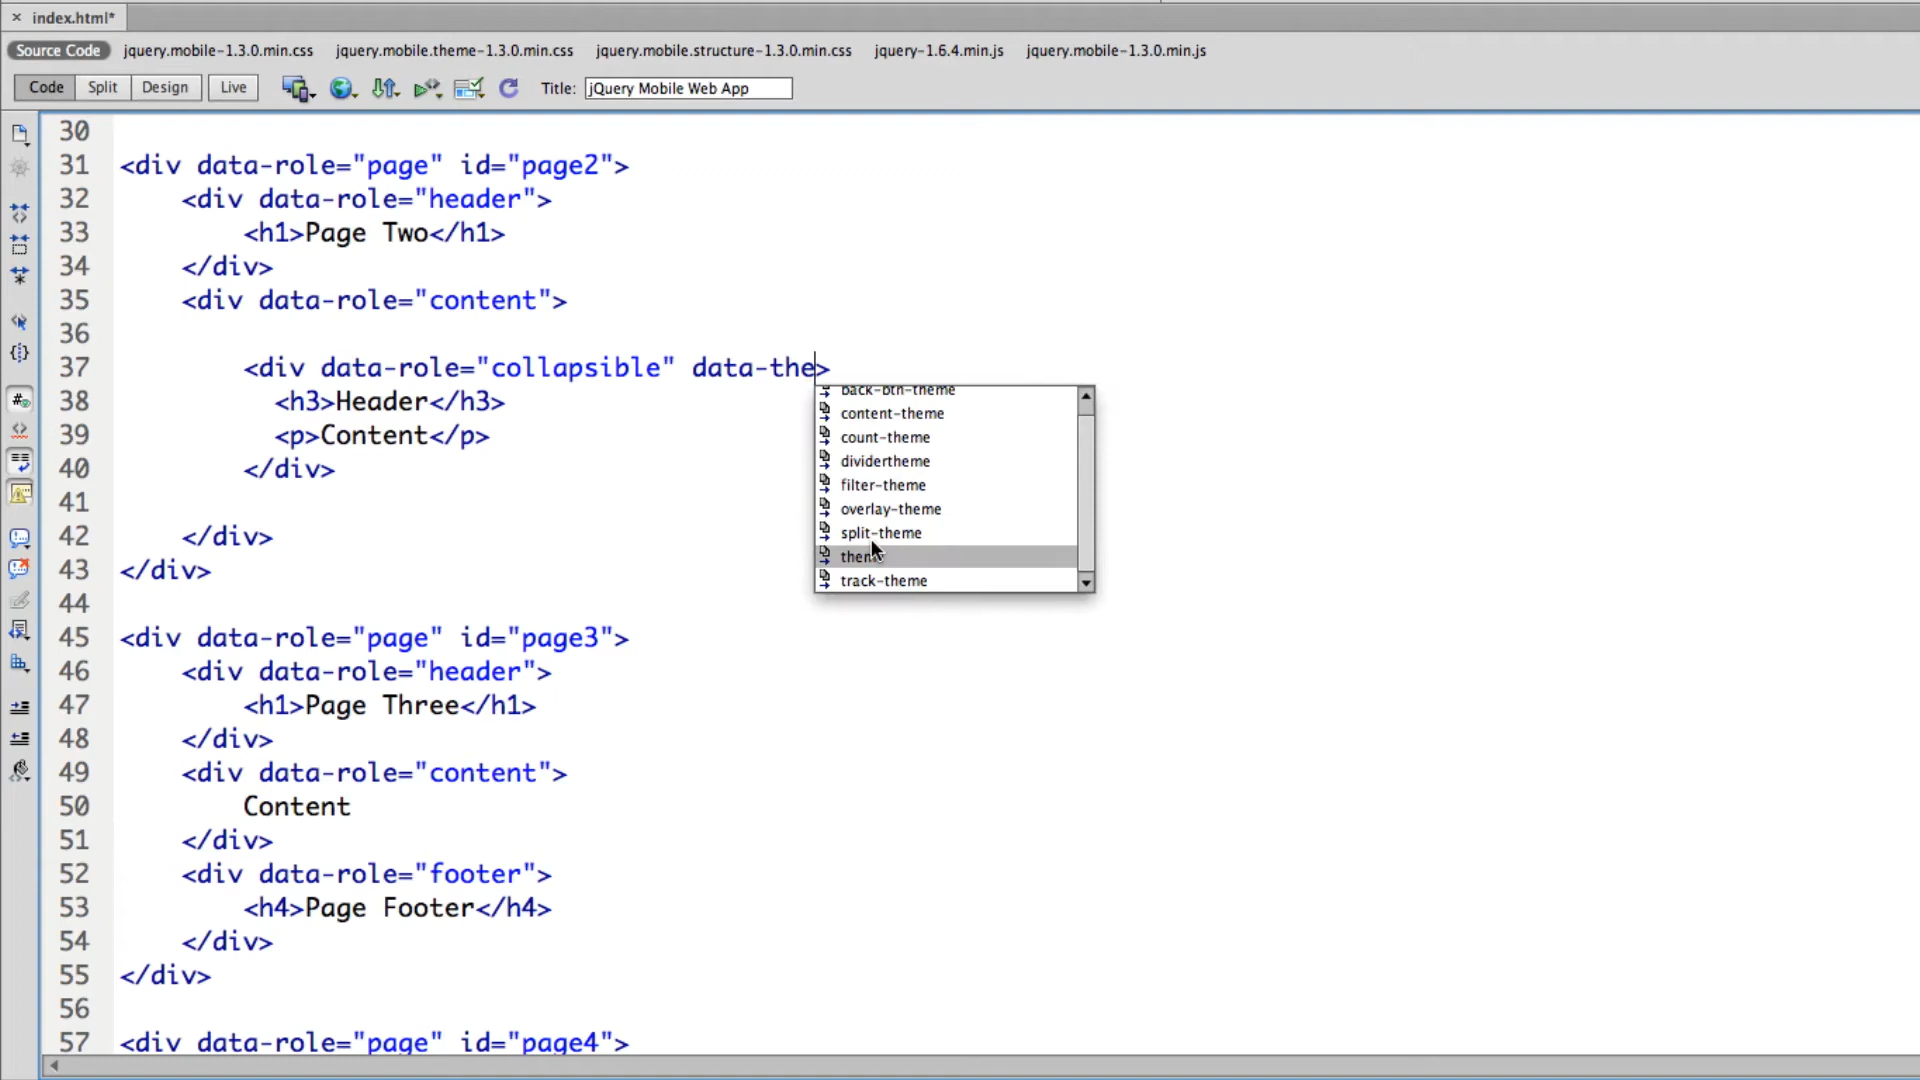 index.html*
Source Code jquery.mobile-1.3.0.min.css jquery.mobile.theme-1.3.0.min.css jquery.mobile.structure-1.3.0.min.css jquery-1.6.4.min.js jquery.mobile-1.3.0.min.js
Code Split Design Live Title: jQuery Mobile Web App
30
31 <div data-role="page" id="page2">
32 <div data-role="header">
33 <h1>Page Two</h1>
34 </div>
35 <div data-role="content">
36
37 <div data-role="collapsible" data-the>
back-btn-theme
38 <h3>Header</h3>
content-theme
count-theme
39 <p>Content</p>
dividertheme
40 </div>
filter-theme
41
overlay-theme
split-theme
42 </div>
theme
43 </div>
track-theme
44
45 <div data-role="page" id="page3">
46 <div data-role="header">
47 <h1>Page Three</h1>
48 </div>
49 <div data-role="content">
50 Content
51 </div>
52 <div data-role="footer">
53 <h4>Page Footer</h4>
54 </div>
55 </div>
56
57 <div data-role="page" id="page4">